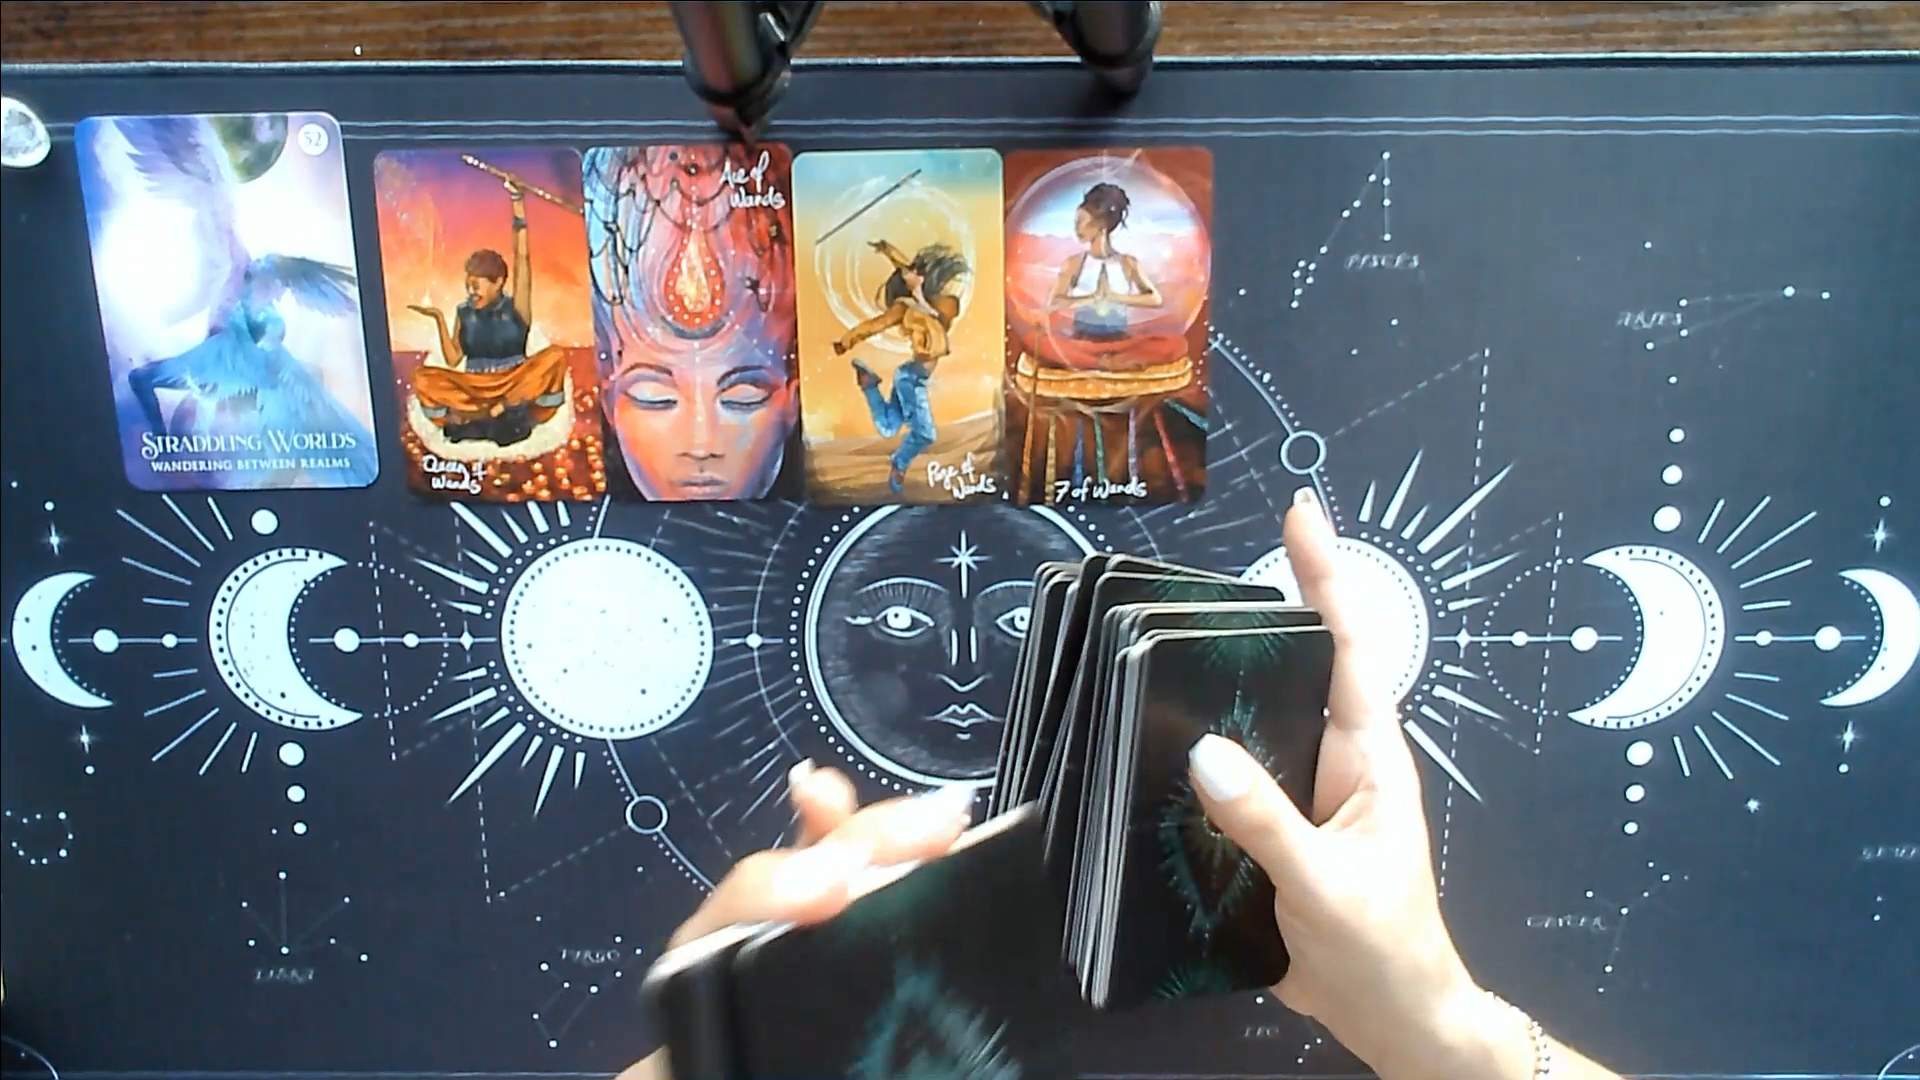 52
STRADDLING WORLDS
WANDERING BETWEEN REALMS
Queen of
Wands
Ace of
Wands
Page of
Wands
7 of Wands
PISCES
ARIES
LIBRA
VIRGO
CANCER
LEO